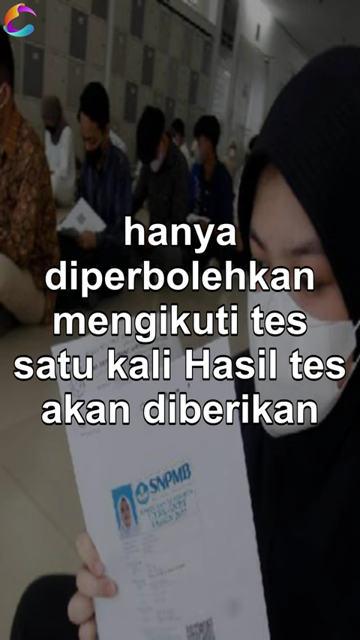 hanya
diperbolehkan
mengikuti tes
satu kali Hasil tes
akan diberikan
SNPMB